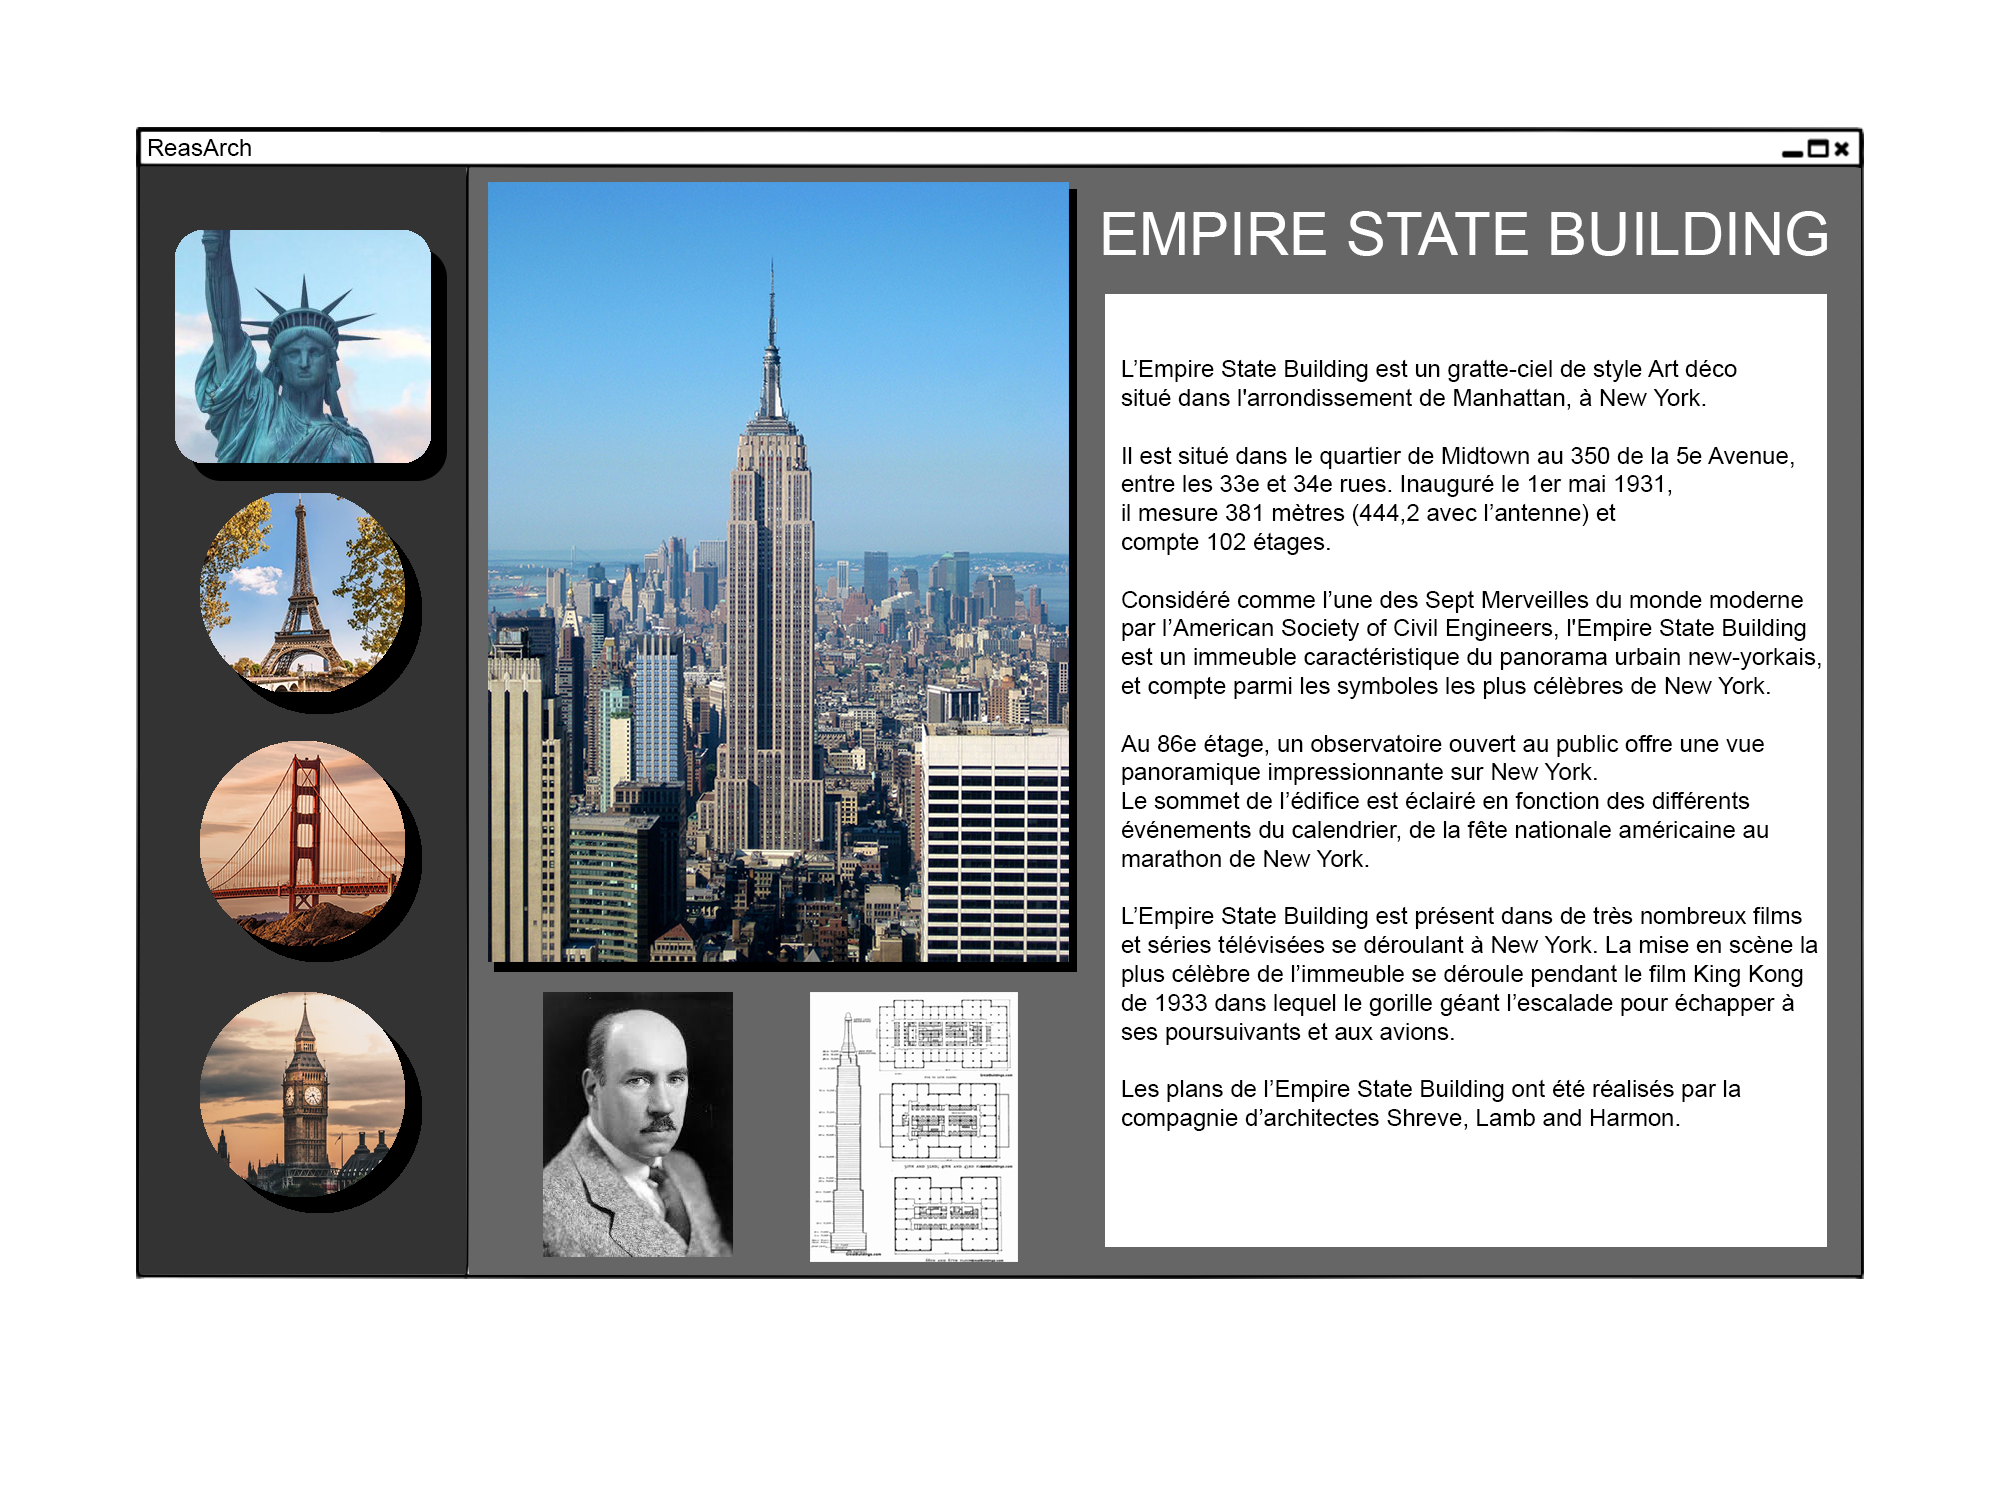 ReasArch
EMPIRE STATE BUILDING
L’Empire State Building est un gratte-ciel de style Art déco
situé dans l'arrondissement de Manhattan, à New York.
Il est situé dans le quartier de Midtown au 350 de la 5e Avenue,
entre les 33e et 34e rues. Inauguré le 1er mai 1931,
il mesure 381 mètres (444,2 avec l’antenne) et
compte 102 étages.
Considéré comme l’une des Sept Merveilles du monde moderne
par l’American Society of Civil Engineers, l'Empire State Building
est un immeuble caractéristique du panorama urbain new-yorkais,
et compte parmi les symboles les plus célèbres de New York.
Au 86e étage, un observatoire ouvert au public offre une vue
panoramique impressionnante sur New York.
Le sommet de l’édifice est éclairé en fonction des différents
événements du calendrier, de la fête nationale américaine au
marathon de New York.
L’Empire State Building est présent dans de très nombreux films
et séries télévisées se déroulant à New York. La mise en scène la
plus célèbre de l’immeuble se déroule pendant le film King Kong
de 1933 dans lequel le gorille géant l’escalade pour échapper à
ses poursuivants et aux avions.
Les plans de l’Empire State Building ont été réalisés par la
compagnie d’architectes Shreve, Lamb and Harmon.